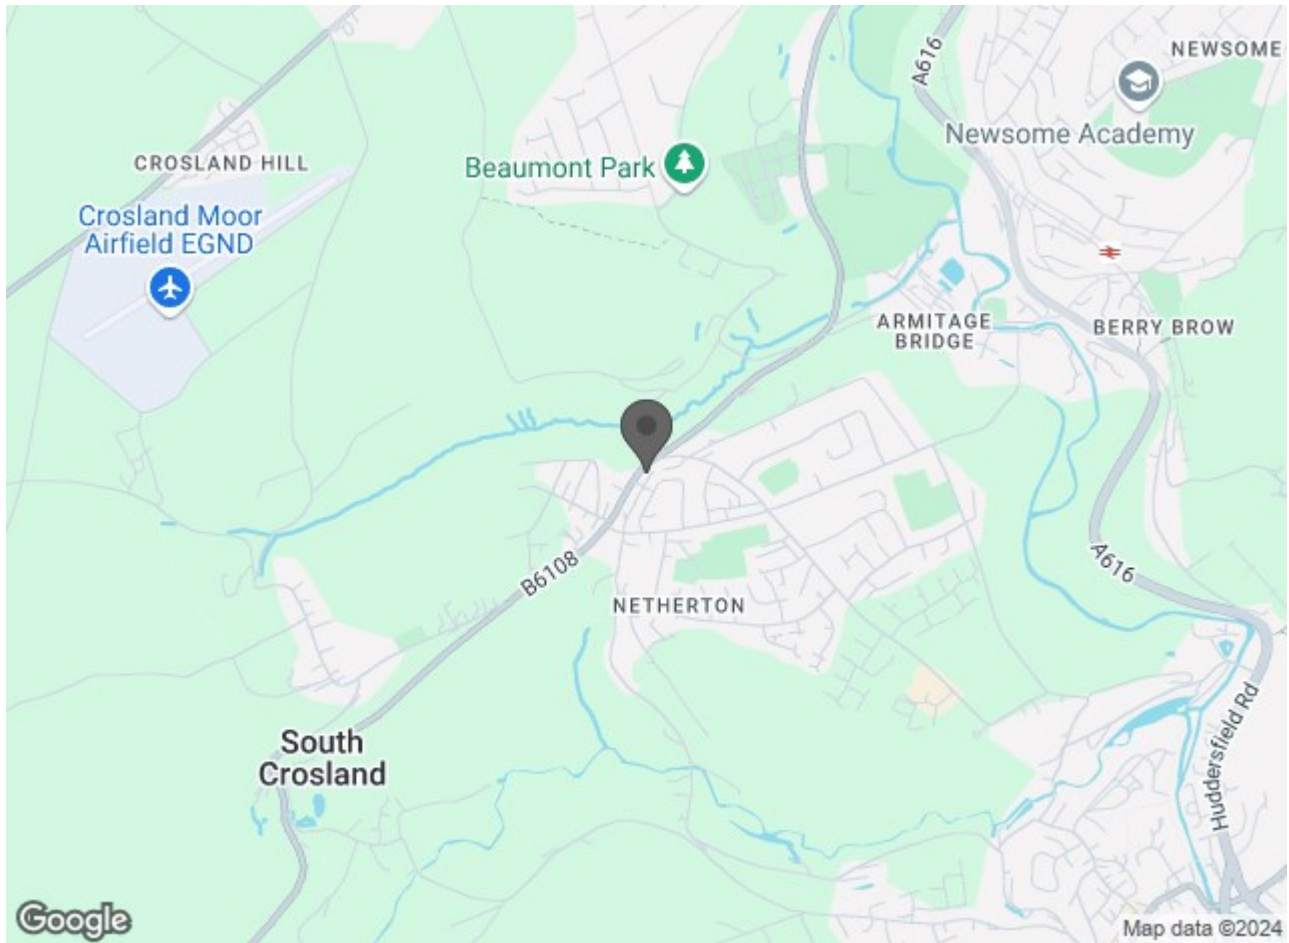 NEWSOME
A616
Newsome Academy
CROSLAND HILL
Beaumont Park
Crosland Moor
Airfield EGND
ARMITAGE
BRIDGE
BERRY BROW
B6108
A616
NETHERTON
South
Crosland
Huddersfield Rd
Google
Map data ©2024